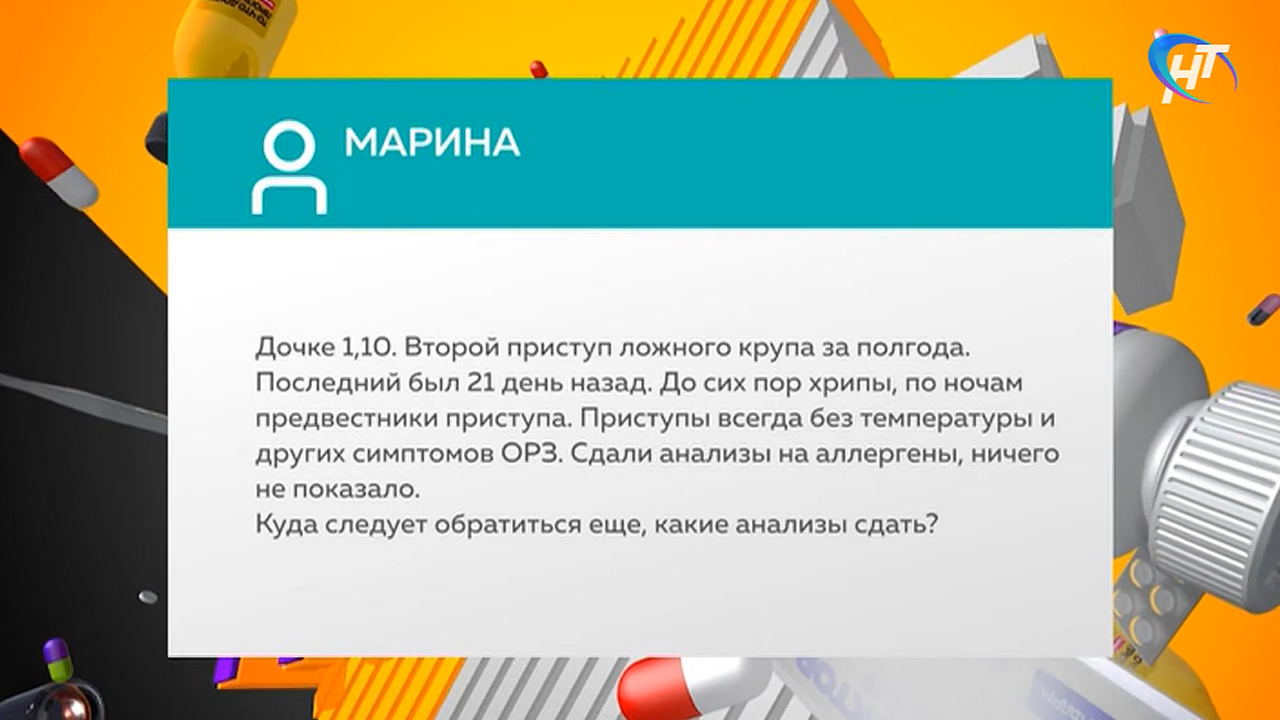 НТ
МАРИНА
Дочке 1,10. Второй приступ ложного крупа за полгода.
Последний был 21 день назад. До сих пор хрипы, по ночам
предвестники приступа. Приступы всегда без температуры и
других симптомов ОРЗ. Сдали анализы на аллергены, ничего
не показало.
Куда следует обратиться еще, какие анализы сдать?